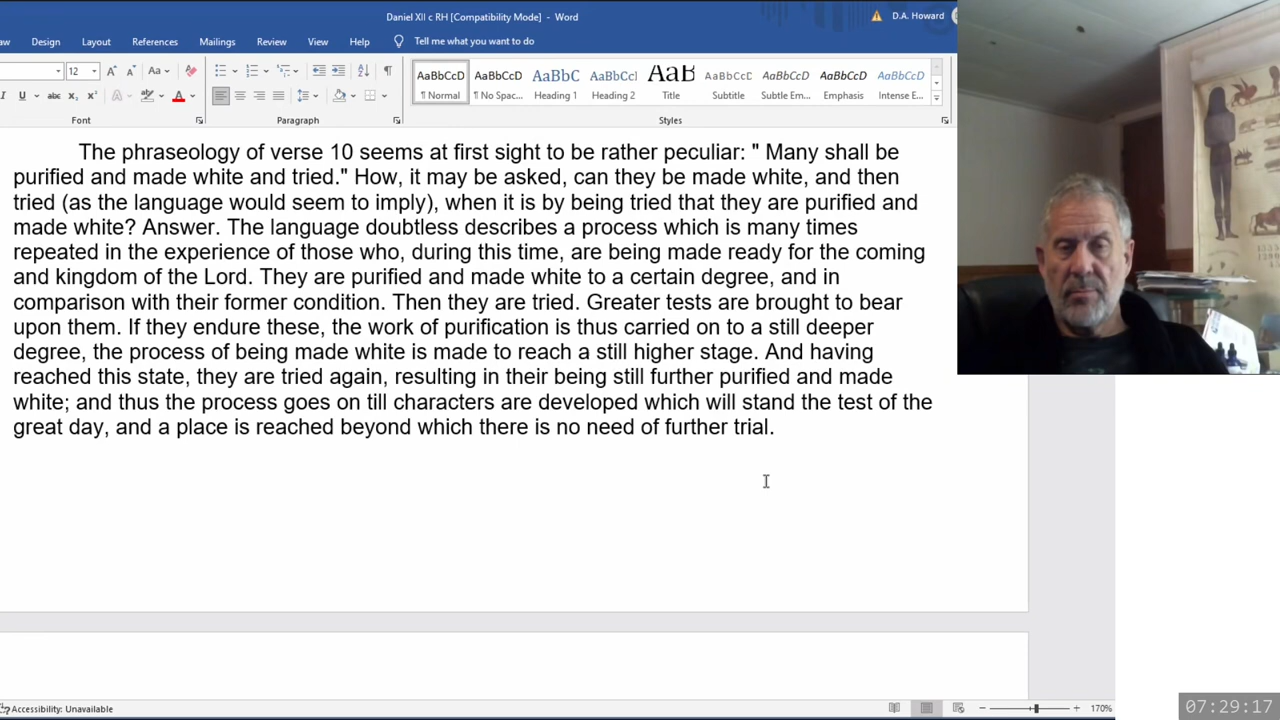 Daniel XII c RH [Compatibility Mode] - Word
D.A. Howard
aw Design Layout References Mailings Review View Help Tell me what you want to do
12 Aa
AaBbCcD AaBbCcD AaBbC AaBbCcl AaB AaBbCcD AaBbCcD AaBbCcD AaBbCcD
¶ Normal ¶ No Spac... Heading 1 Heading 2 Title Subtitle Subtle Em... Emphasis Intense E...
Font Paragraph Styles
The phraseology of verse 10 seems at first sight to be rather peculiar: " Many shall be
purified and made white and tried." How, it may be asked, can they be made white, and then
tried (as the language would seem to imply), when it is by being tried that they are purified and
made white? Answer. The language doubtless describes a process which is many times
repeated in the experience of those who, during this time, are being made ready for the coming
and kingdom of the Lord. They are purified and made white to a certain degree, and in
comparison with their former condition. Then they are tried. Greater tests are brought to bear
upon them. If they endure these, the work of purification is thus carried on to a still deeper
degree, the process of being made white is made to reach a still higher stage. And having
reached this state, they are tried again, resulting in their being still further purified and made
white; and thus the process goes on till characters are developed which will stand the test of the
great day, and a place is reached beyond which there is no need of further trial.
Accessibility: Unavailable
170%
07:29:17